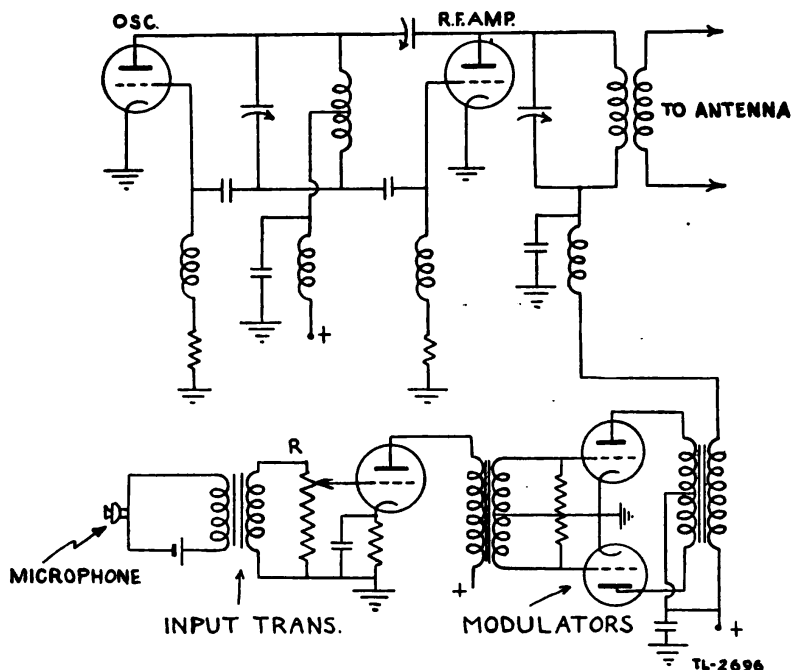 OSC.
R.F. AMP.
TO ANTENNA
+
R
MICROPHONE
INPUT TRANS.
+
MODULATORS
+
TL-2696